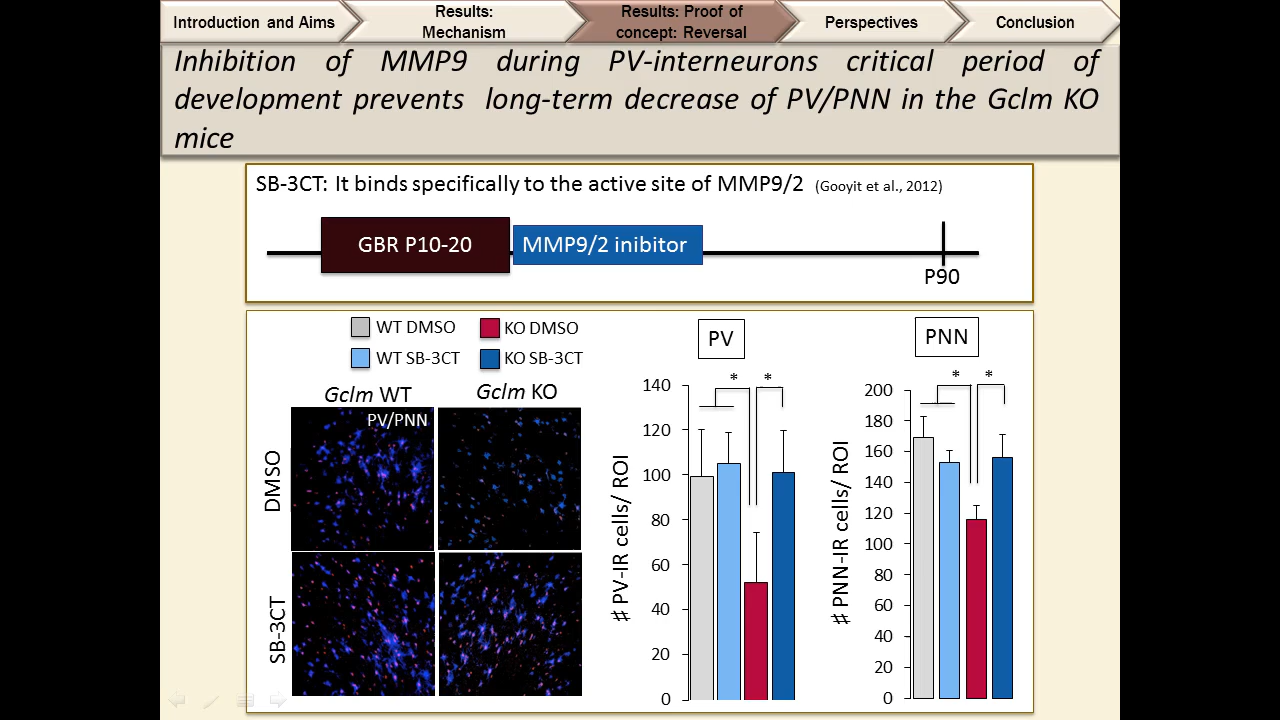 Introduction and Aims
Results:
Mechanism
Results: Proof of
concept: Reversal
Perspectives
Conclusion
Inhibition of MMP9 during PV-interneurons critical period of
development prevents long-term decrease of PV/PNN in the Gclm KO
mice
SB-3CT: It binds specifically to the active site of MMP9/2 (Gooyit et al., 2012)
GBR P10-20
MMP9/2 inibitor
P90
WT DMSO
KO DMSO
WT SB-3CT
KO SB-3CT
Gclm WT
Gclm KO
PV/PNN
DMSO
SB-3CT
PV
# PV-IR cells/ ROI
140
120
100
80
60
40
20
0
*
*
PNN
# PNN-IR cells/ ROI
200
180
160
140
120
100
80
60
40
20
0
*
*